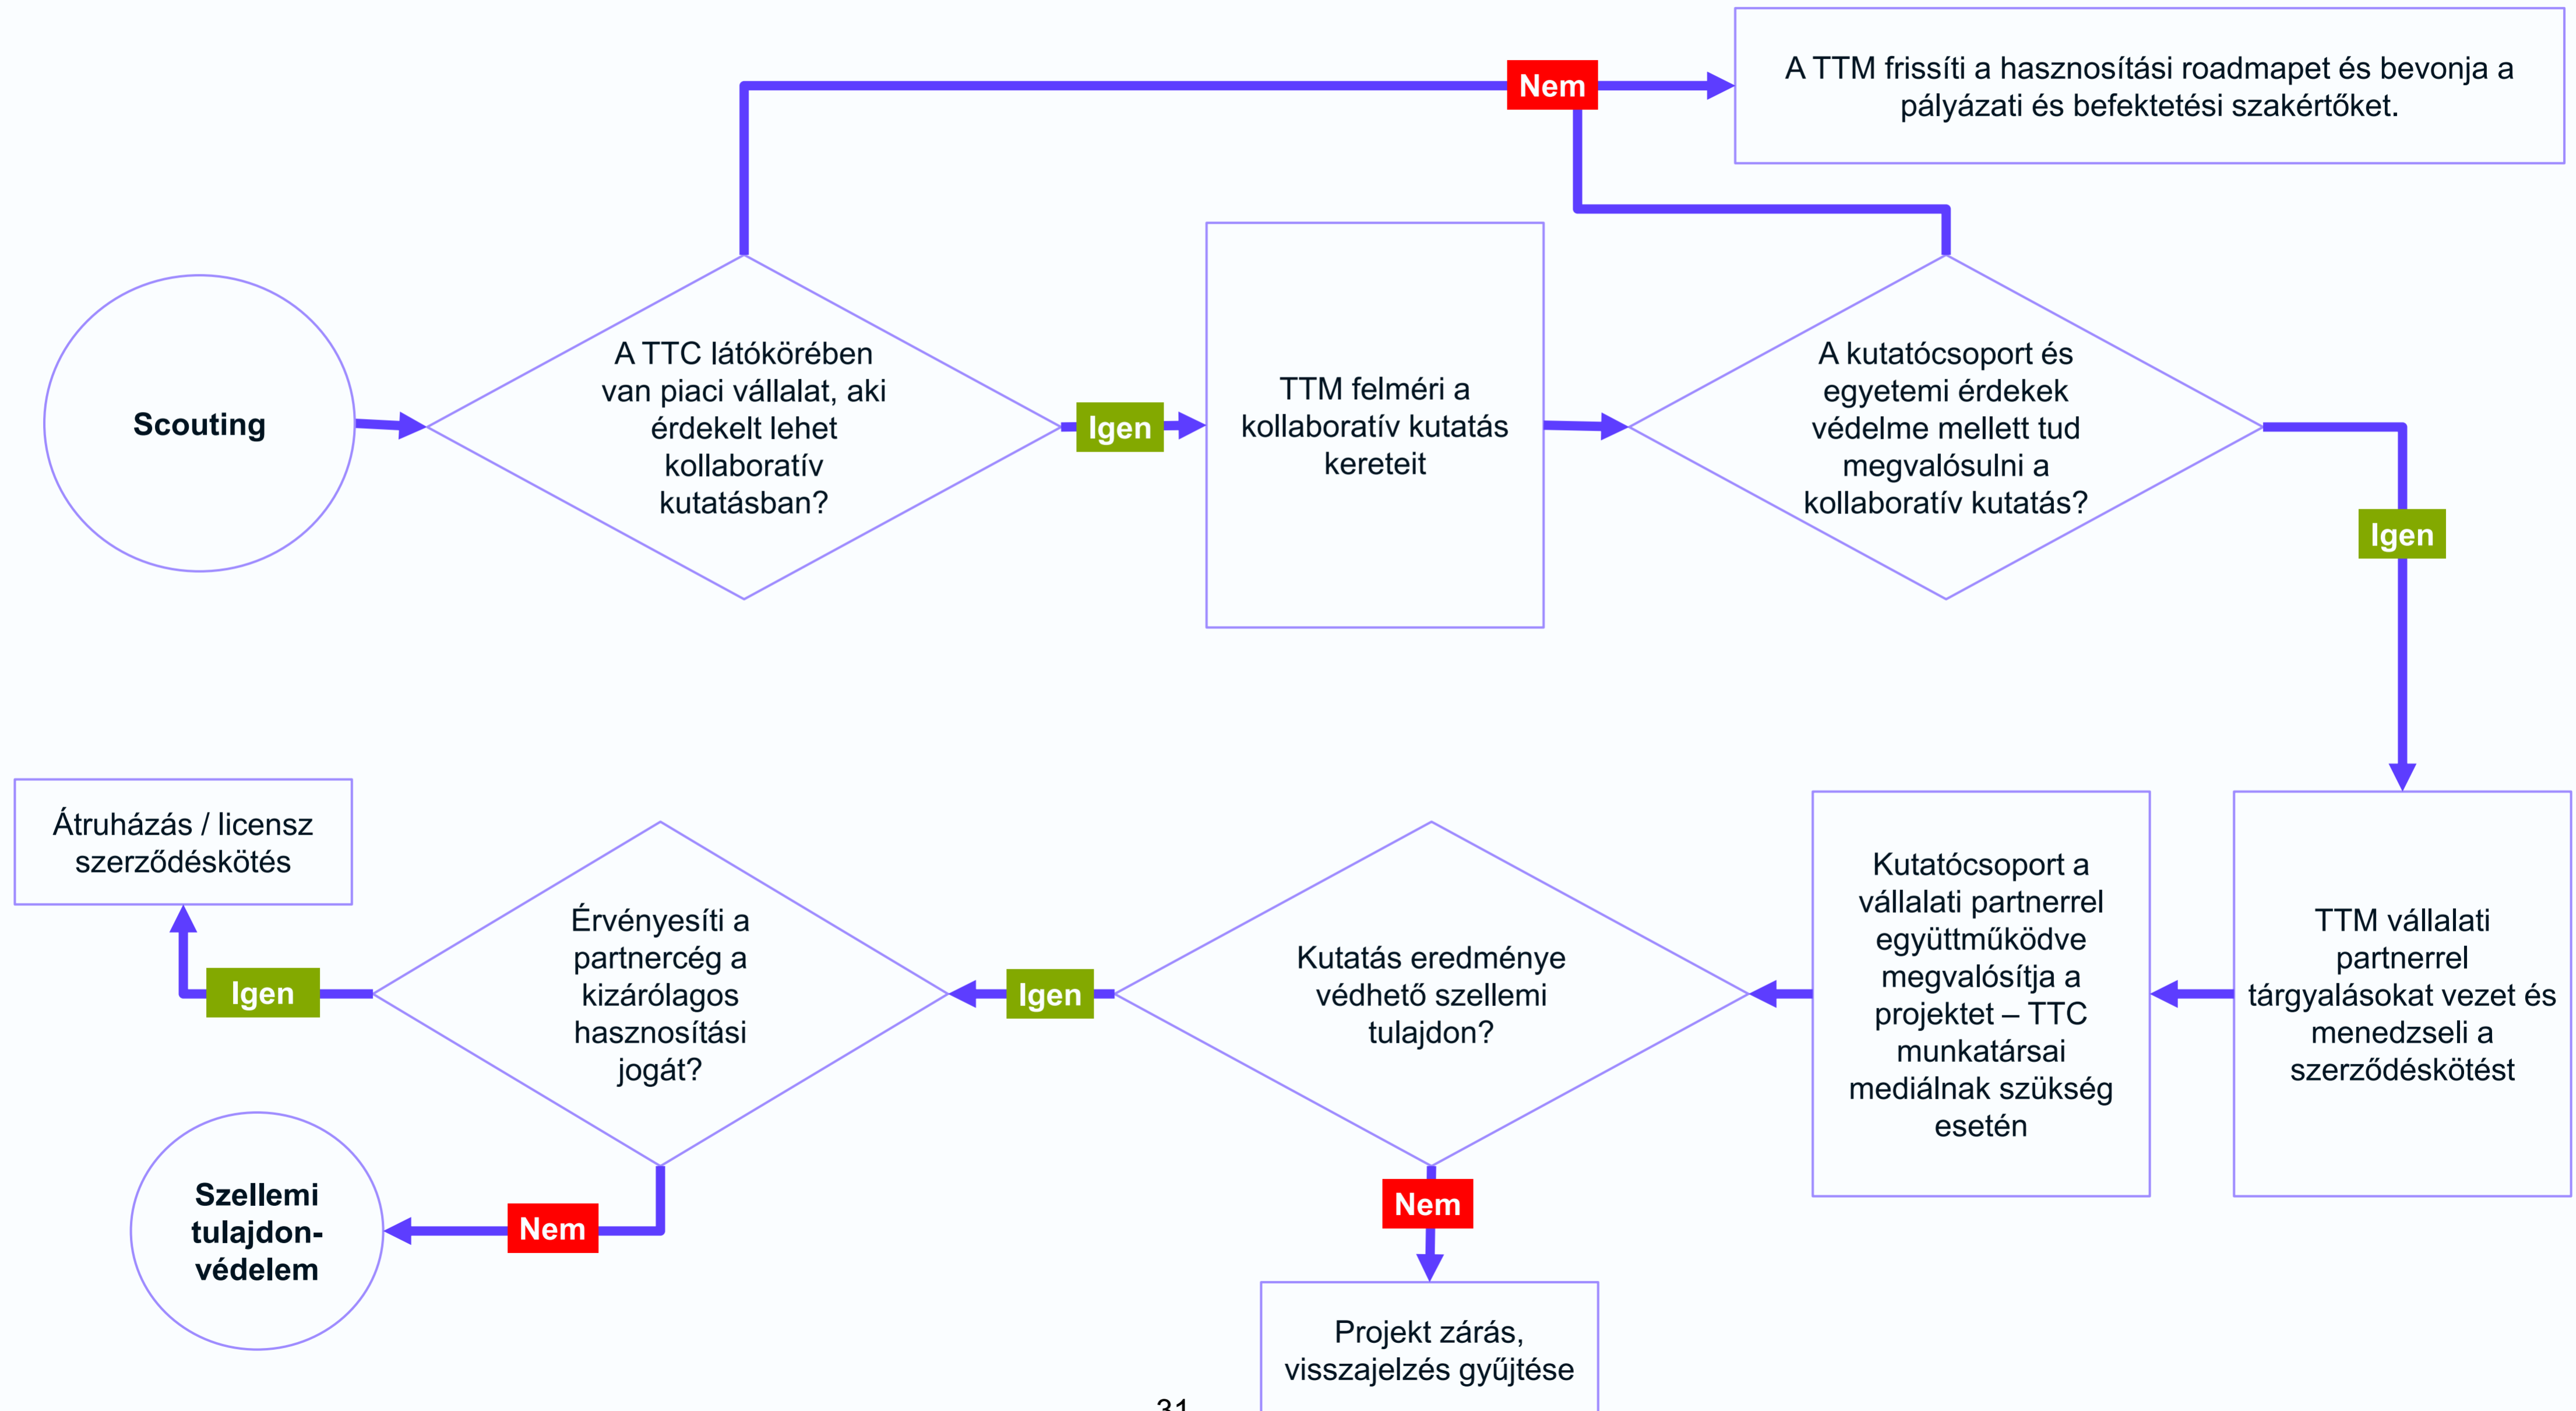 Nem
A TTM frissíti a hasznosítási roadmapet és bevonja a
pályázati és befektetési szakértőket.
Scouting
A TTC látókörében
van piaci vállalat, aki
érdekelt lehet
kollaboratív
kutatásban?
Igen
TTM felméri a
kollaboratív kutatás
kereteit
A kutatócsoport és
egyetemi érdekek
védelme mellett tud
megvalósulni a
kollaboratív kutatás?
Igen
TTM vállalati
partnerrel
tárgyalásokat vezet és
menedzseli a
szerződéskötést
Kutatócsoport a
vállalati partnerrel
együttműködve
megvalósítja a
projektet – TTC
munkatársai
mediálnak szükség
esetén
Kutatás eredménye
védhető szellemi
tulajdon?
Igen
Nem
Projekt zárás,
visszajelzés gyűjtése
Érvényesíti a
partnercég a
kizárólagos
hasznosítási
jogát?
Igen
Átruházás / licensz
szerződéskötés
Nem
Szellemi
tulajdon-
védelem
31